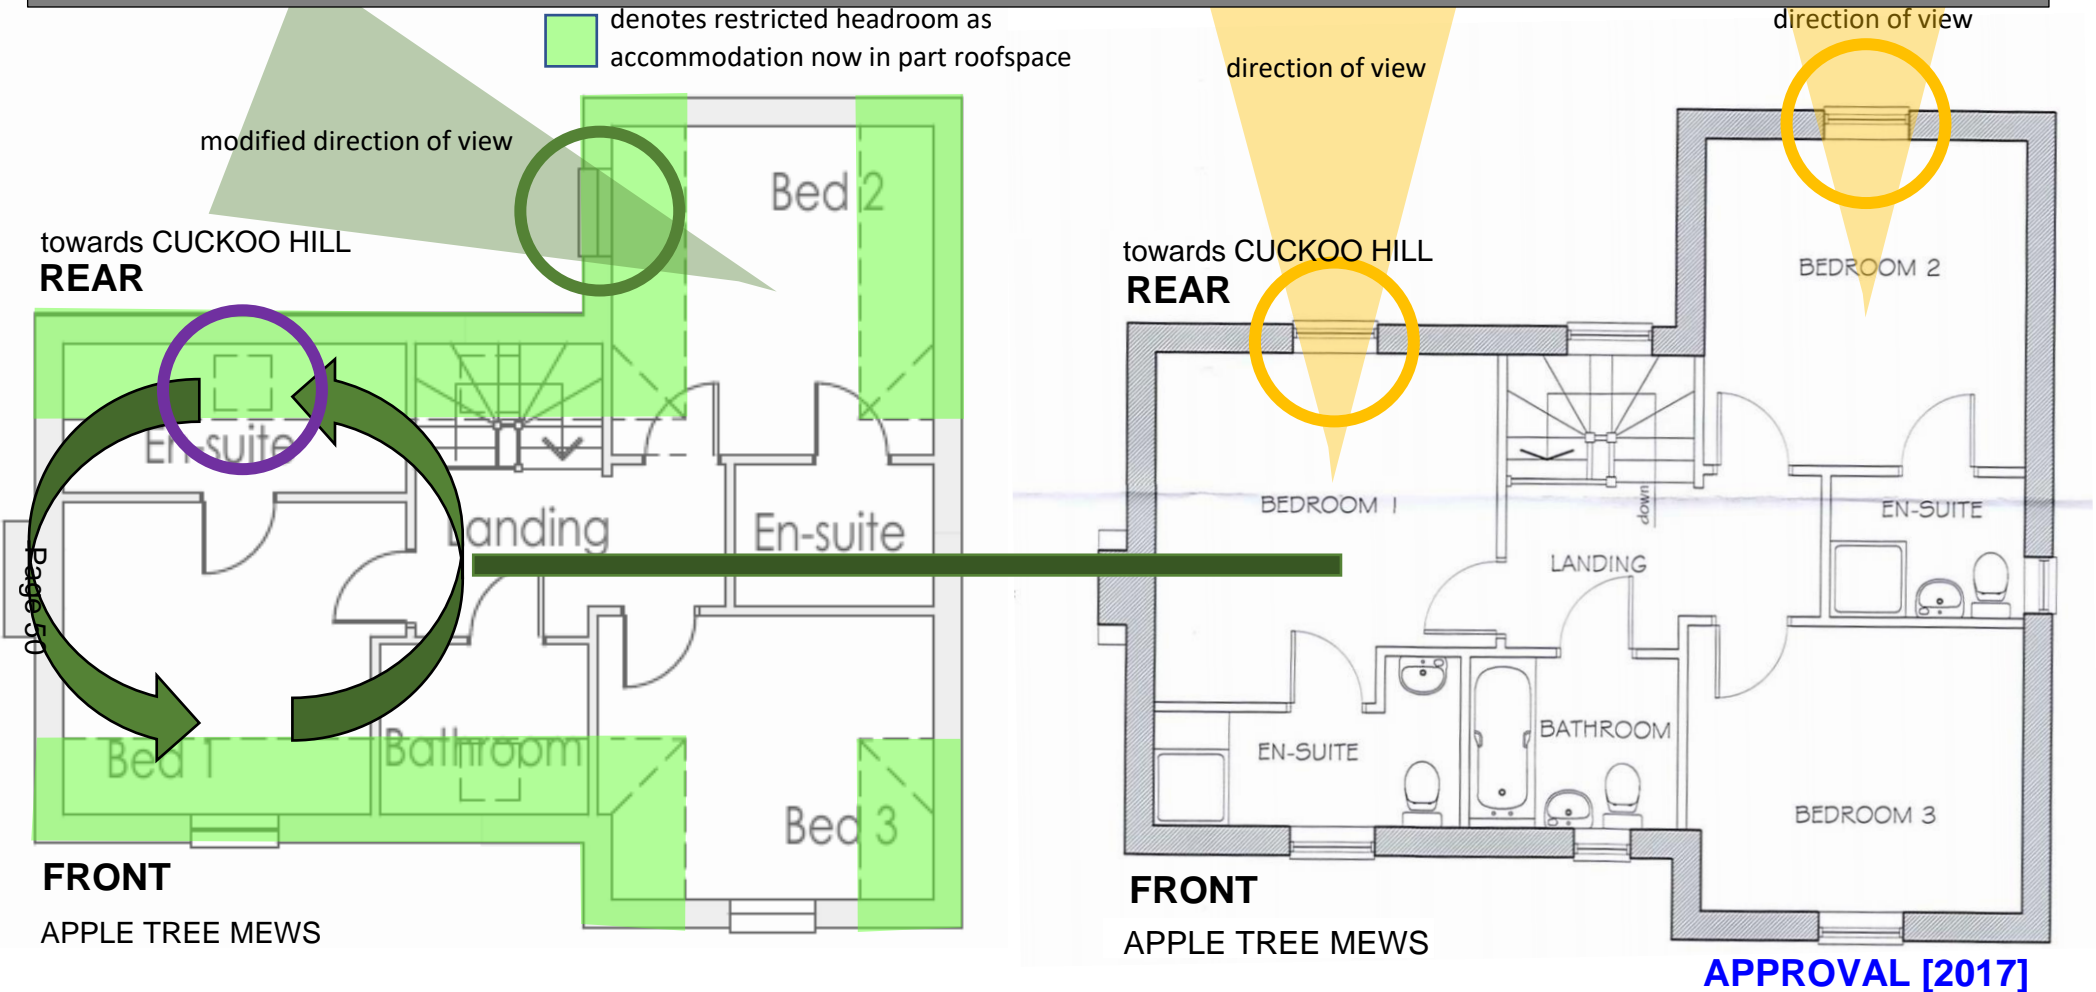 denotes restricted headroom as
accommodation now in part roofspace
modified direction of view
towards CUCKOO HILL
REAR
Bed 2
En-suite
Landing
En-suite
Page 50
Bed 1
Bathroom
Bed 3
FRONT
APPLE TREE MEWS
direction of view
direction of view
towards CUCKOO HILL
REAR
BEDROOM 2
BEDROOM 1
down
EN-SUITE
LANDING
BATHROOM
EN-SUITE
BEDROOM 3
FRONT
APPLE TREE MEWS
APPROVAL [2017]